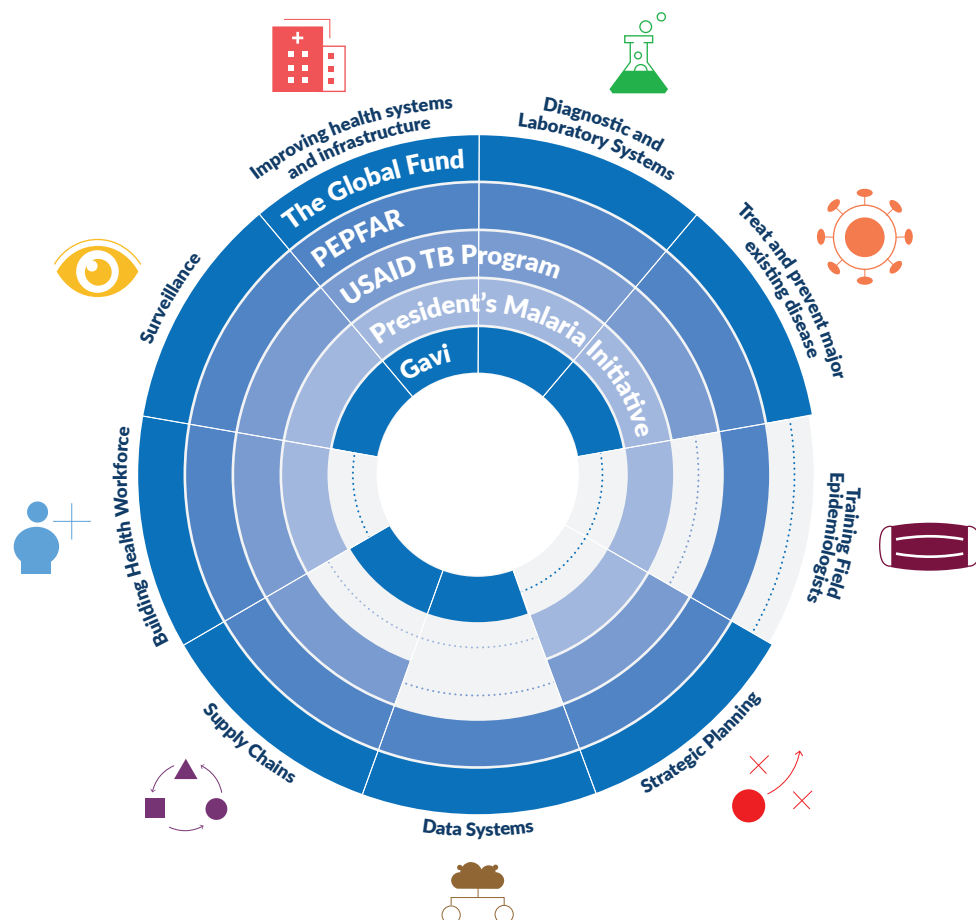 Improving health systems
and infrastructure
Diagnostic and
Laboratory Systems
Treat and prevent major
existing disease
Training Field
Epidemiologists
Strategic Planning
Data Systems
Supply Chains
Building Health Workforce
Surveillance
The Global Fund
PEPFAR
USAID TB Program
President's Malaria Initiative
Gavi